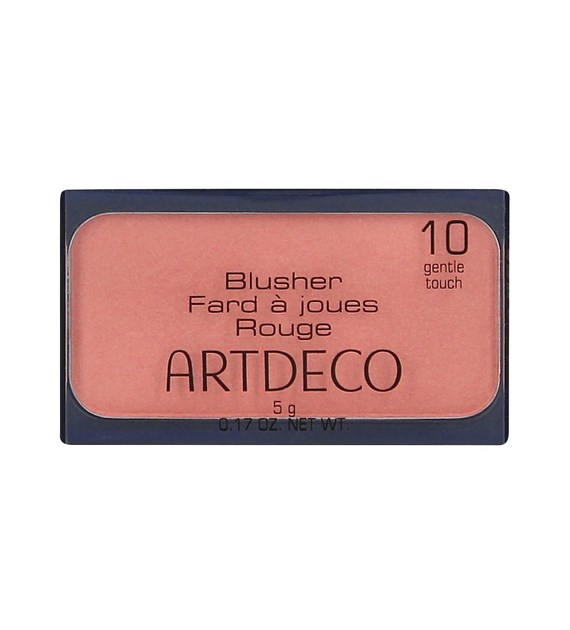 10
gentle
touch
Blusher
Fard à joues
Rouge
ARTDECO
5 g
0.17 OZ. NET WT.